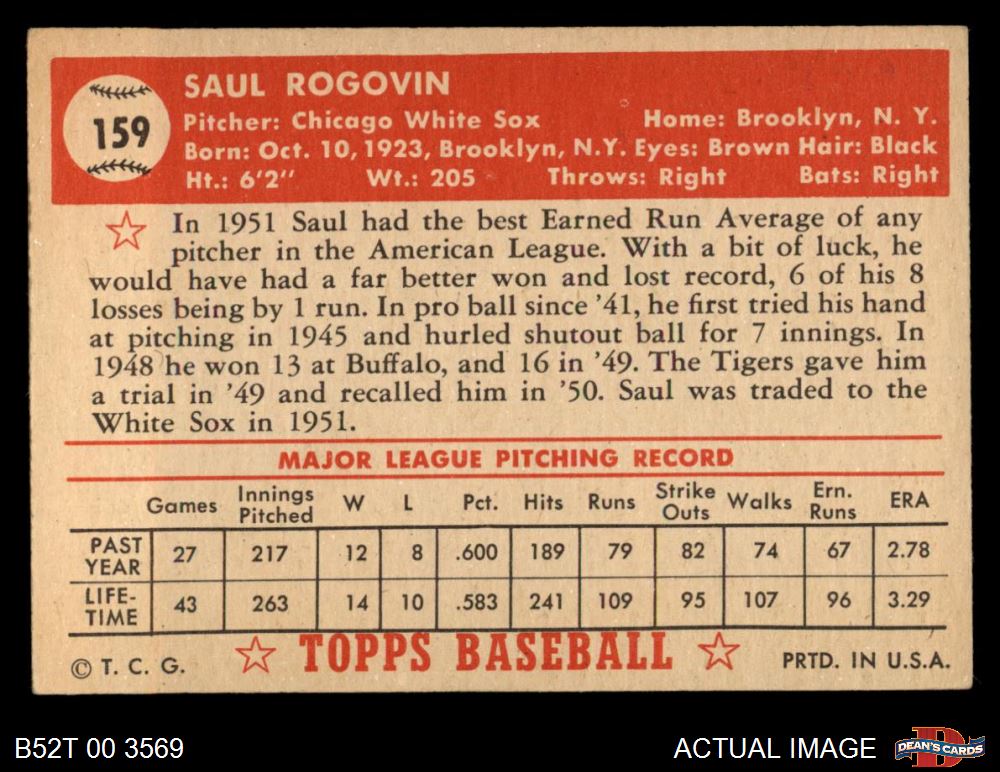 159
SAUL ROGOVIN
Pitcher: Chicago White Sox Home: Brooklyn, N. Y.
Born: Oct. 10, 1923, Brooklyn, N.Y. Eyes: Brown Hair: Black
Ht.: 6'2" Wt.: 205 Throws: Right Bats: Right
In 1951 Saul had the best Earned Run Average of any
pitcher in the American League. With a bit of luck, he
would have had a far better won and lost record, 6 of his 8
losses being by 1 run. In pro ball since '41, he first tried his hand
at pitching in 1945 and hurled shutout ball for 7 innings. In
1948 he won 13 at Buffalo, and 16 in '49. The Tigers gave him
a trial in '49 and recalled him in '50. Saul was traded to the
White Sox in 1951.
MAJOR LEAGUE PITCHING RECORD
Games Innings Pitched W L Pct. Hits Runs Strike Outs Walks Ern. Runs ERA
PAST YEAR 27 217 12 8 .600 189 79 82 74 67 2.78
LIFE-TIME 43 263 14 10 .583 241 109 95 107 96 3.29
© T. C. G. TOPPS BASEBALL PRTD. IN U.S.A.
B52T 00 3569 ACTUAL IMAGE DEAN'S CARDS